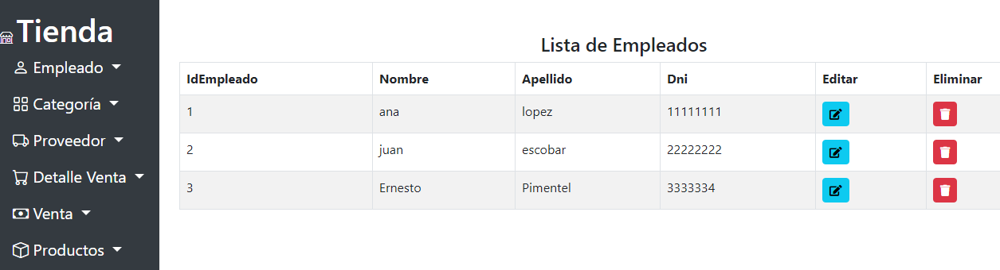 Tienda
Empleado
Categoría
Proveedor
Detalle Venta
Venta
Productos
Lista de Empleados
IdEmpleado Nombre Apellido Dni Editar Eliminar
1 ana lopez 11111111
2 juan escobar 22222222
3 Ernesto Pimentel 3333334